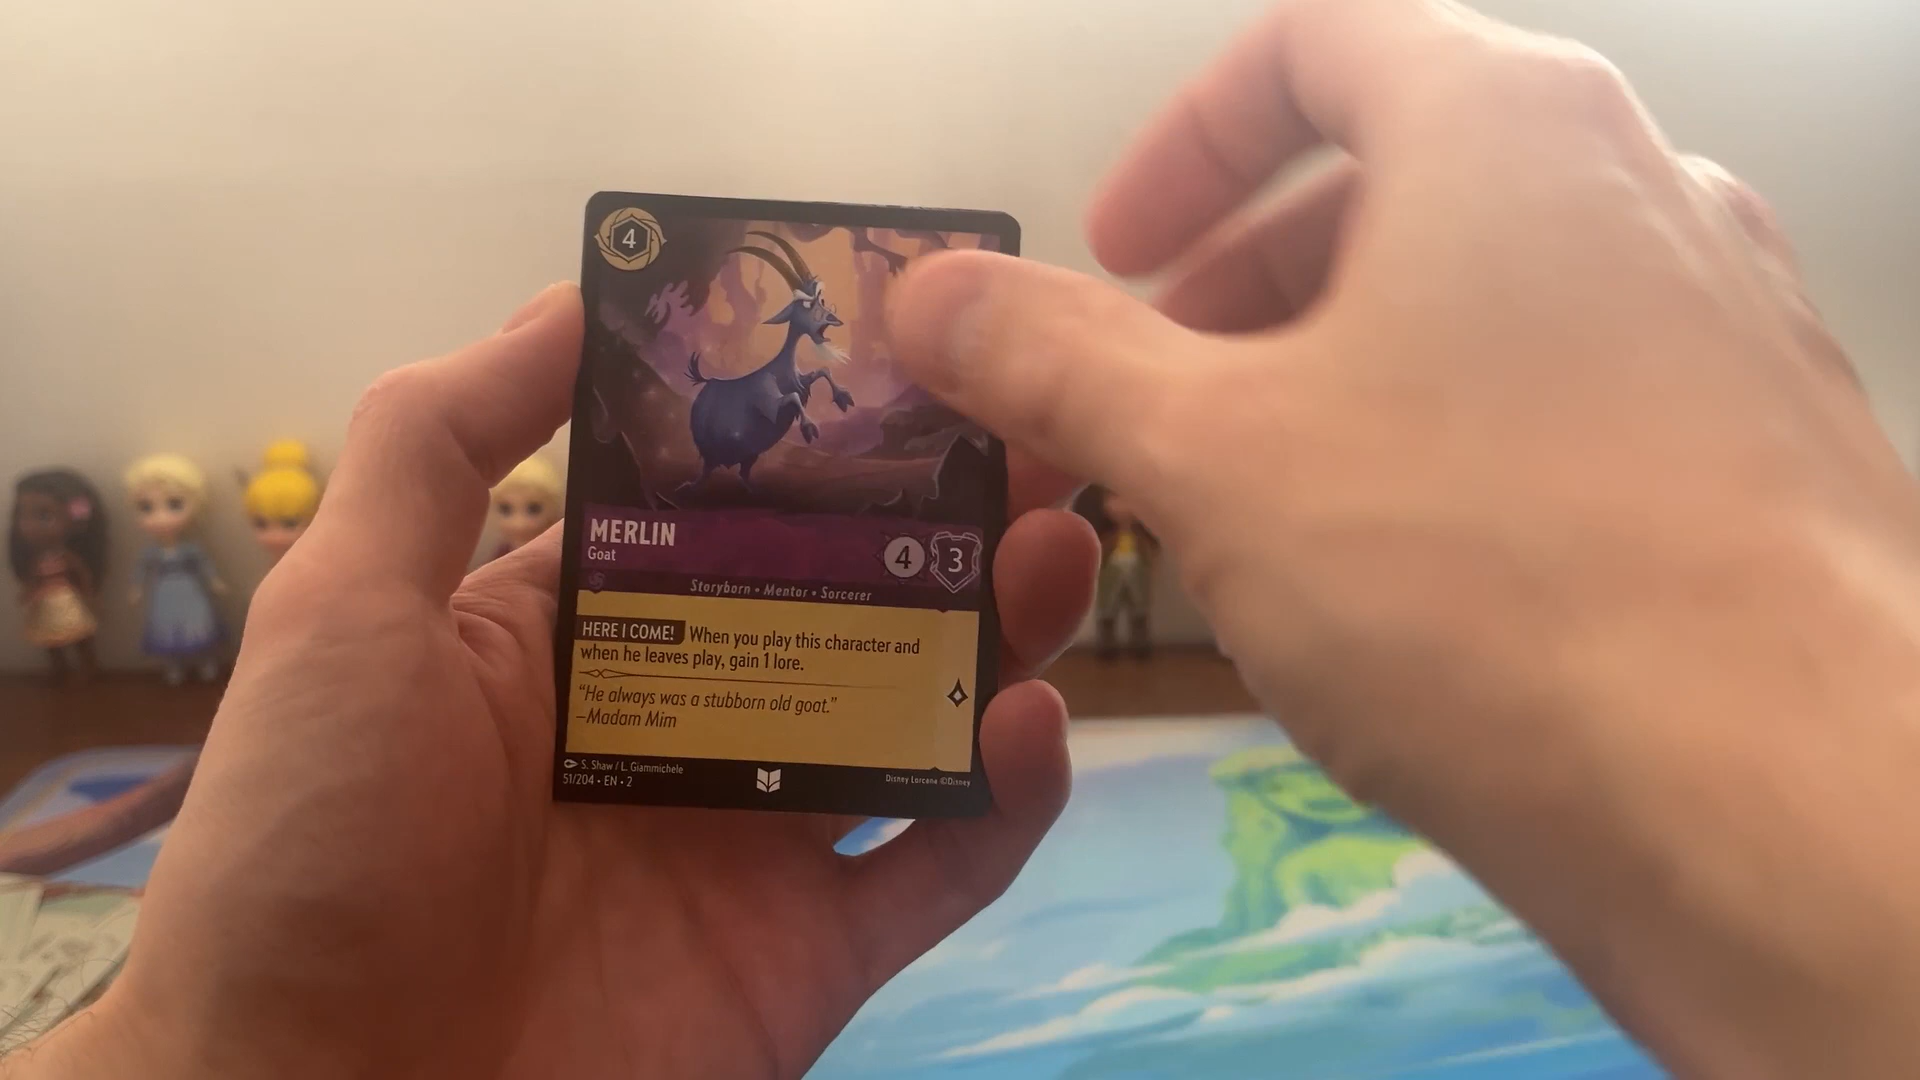 4
MERLIN
Goat
4 3
Storyborn • Mentor • Sorcerer
HERE I COME! When you play this character and
when he leaves play, gain 1 lore.
“He always was a stubborn old goat.”
–Madam Mim
S. Shaw / L. Giammichele
51/204 • EN • 2
Disney Lorcana ©Disney